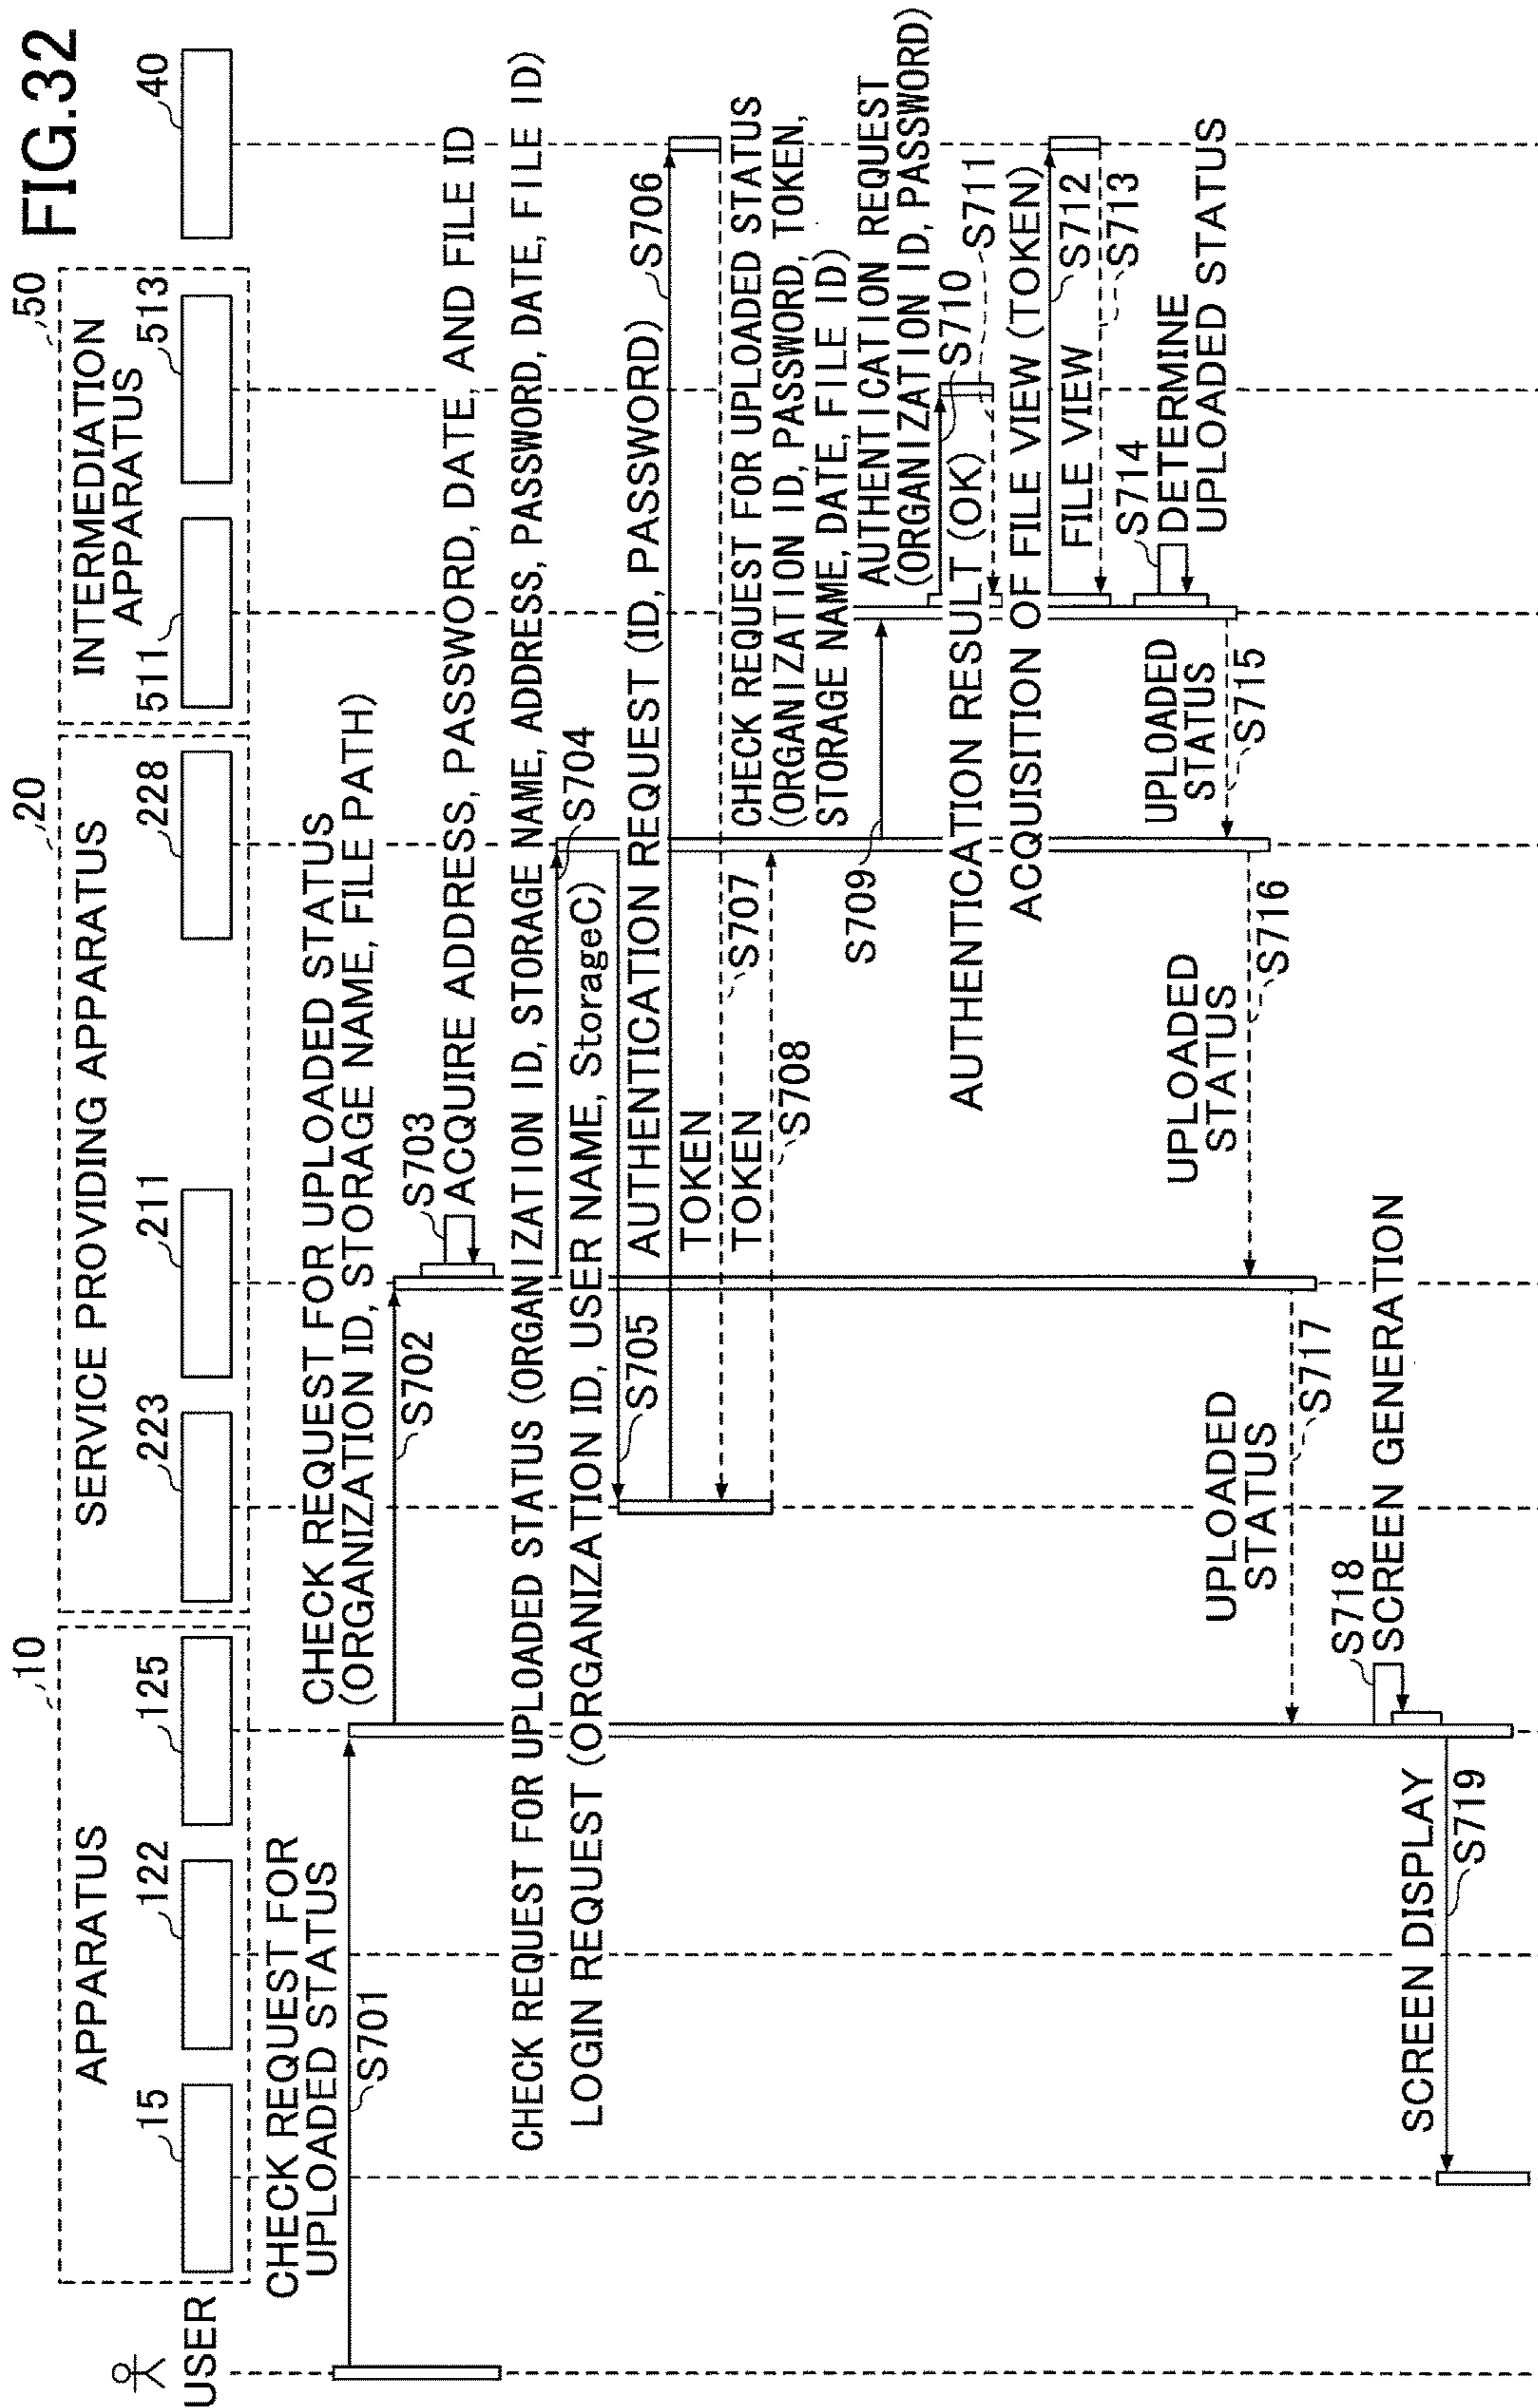 FIG.32
10
20
50
APPARATUS
SERVICE PROVIDING APPARATUS
INTERMEDIATION
APPARATUS
USER
15
122
125
223
211
228
511
513
40
CHECK REQUEST FOR
UPLOADED STATUS
S701
CHECK REQUEST FOR UPLOADED STATUS
(ORGANIZATION ID, STORAGE NAME, FILE PATH)
S702
S703
ACQUIRE ADDRESS, PASSWORD, DATE, AND FILE ID
CHECK REQUEST FOR UPLOADED STATUS (ORGANIZATION ID, STORAGE NAME, ADDRESS, PASSWORD, DATE, FILE ID)
S704
LOGIN REQUEST (ORGANIZATION ID, USER NAME, StorageC)
S705
AUTHENTICATION REQUEST (ID, PASSWORD)
S706
TOKEN
S707
TOKEN
S708
CHECK REQUEST FOR UPLOADED STATUS
(ORGANIZATION ID, PASSWORD, TOKEN,
STORAGE NAME, DATE, FILE ID)
S709
AUTHENTICATION REQUEST
(ORGANIZATION ID, PASSWORD)
S710
AUTHENTICATION RESULT (OK)
S711
ACQUISITION OF FILE VIEW (TOKEN)
S712
FILE VIEW
S713
S714
DETERMINE
UPLOADED STATUS
UPLOADED
STATUS
S715
UPLOADED
STATUS
S716
UPLOADED
STATUS
S717
S718
SCREEN GENERATION
SCREEN DISPLAY
S719